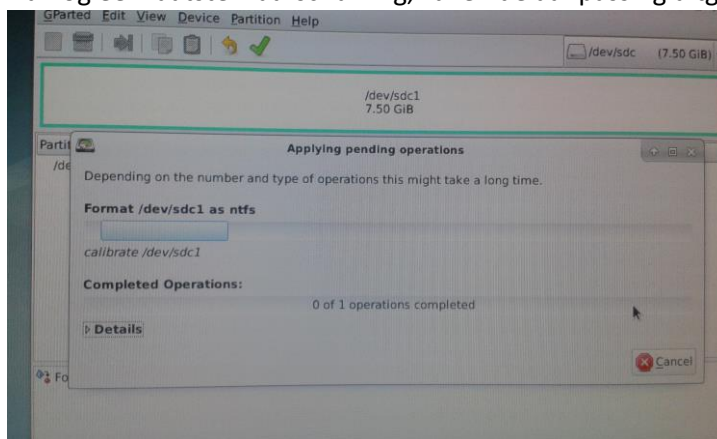 GParted Edit View Device Partition Help
/dev/sdc (7.50 GiB)
/dev/sdc1
7.50 GiB
Partit
/de
Applying pending operations
Depending on the number and type of operations this might take a long time.
Format /dev/sdc1 as ntfs
calibrate /dev/sdc1
Completed Operations:
0 of 1 operations completed
Details
Cancel
Fo